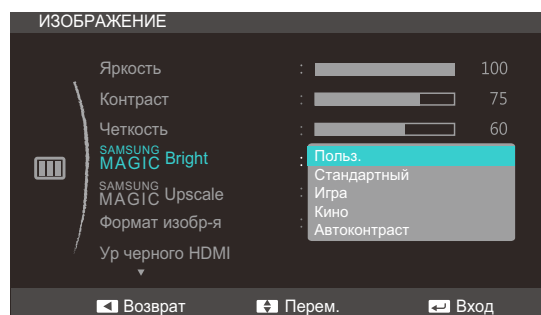 ИЗОБРАЖЕНИЕ
Яркость : 100
Контраст : 75
Четкость : 60
SAMSUNG
MAGIC Bright :
Польз.
Стандартный
Игра
Кино
Автоконтраст
SAMSUNG
MAGIC Upscale :
Формат изобр-я :
Ур черного HDMI
Возврат Перем. Вход